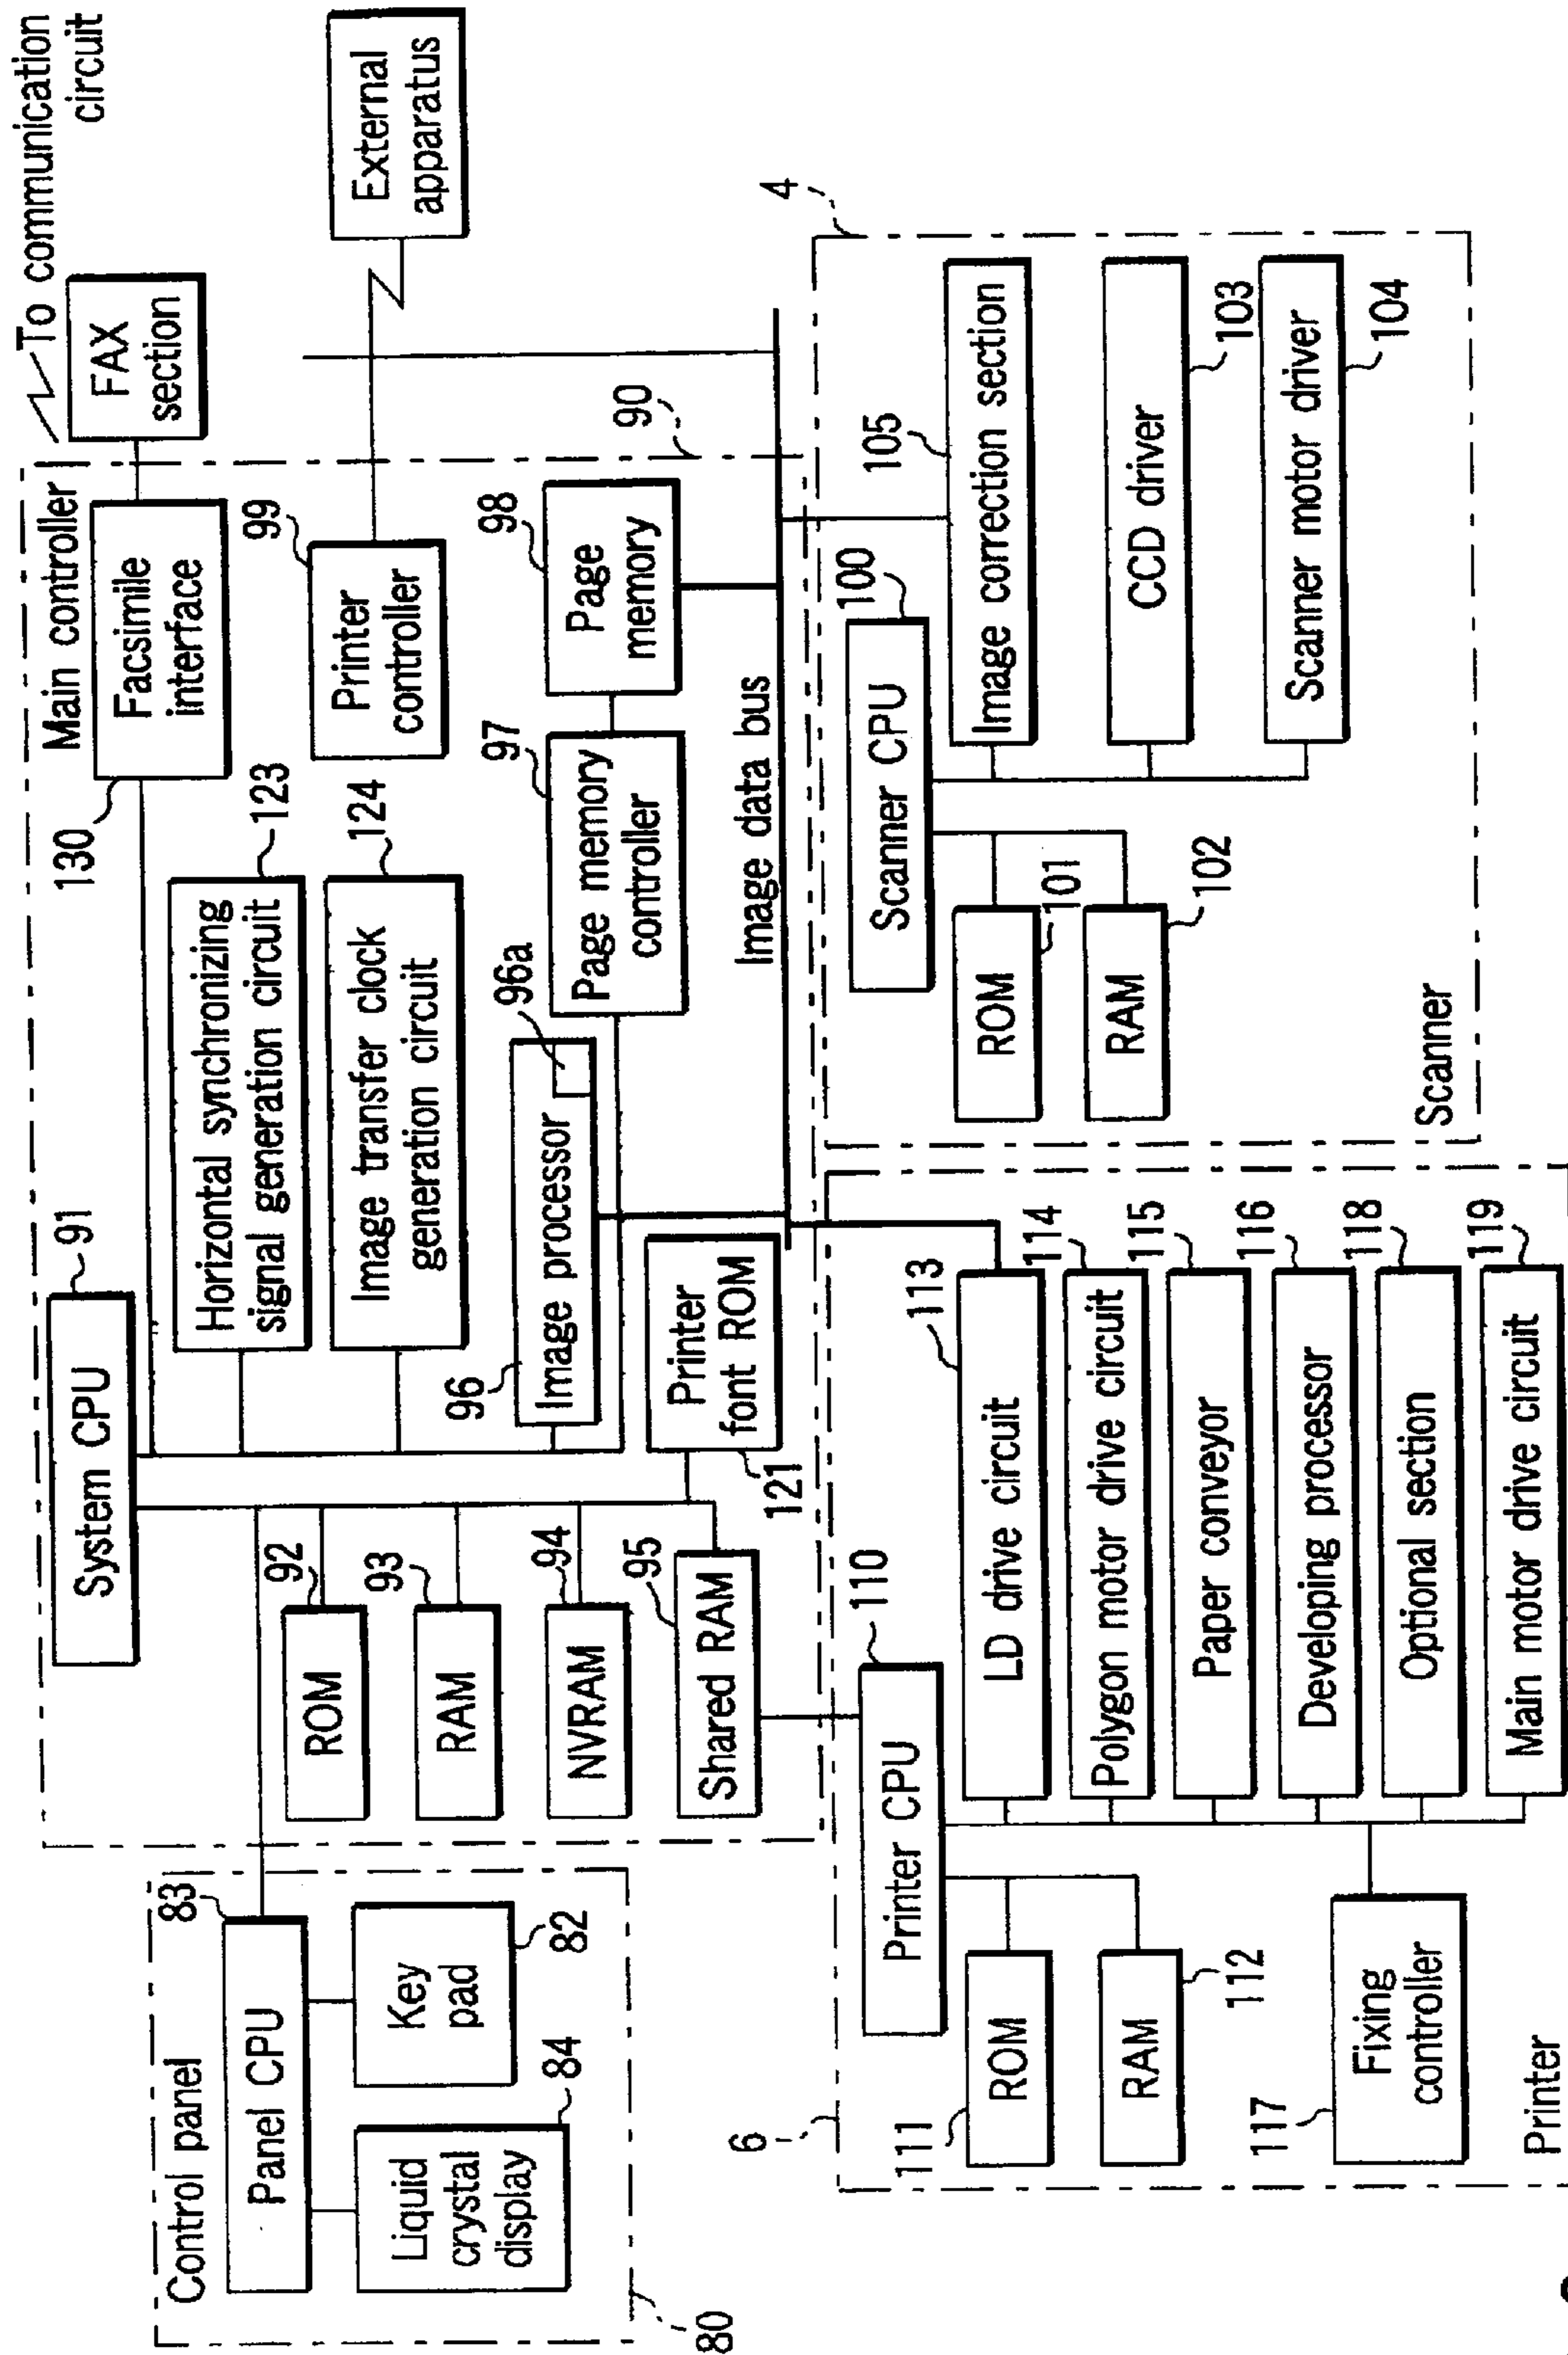 To communication
circuit
FAX
section
External
apparatus
Main controller
Facsimile
interface
130
System CPU
91
Horizontal synchronizing
signal generation circuit
123
Image transfer clock
generation circuit
124
99
Printer
controller
90
96
Image processor
96a
97
Page memory
controller
98
Page
memory
Image data bus
Printer
font ROM
121
92
ROM
93
RAM
94
NVRAM
95
Shared RAM
Control panel
83
Panel CPU
Key
pad
82
Liquid
crystal
display
84
80
6
110
Printer CPU
111
ROM
RAM
112
117
Fixing
controller
Printer
113
LD drive circuit
114
Polygon motor drive circuit
115
Paper conveyor
116
Developing processor
118
Optional section
119
Main motor drive circuit
4
100
Scanner CPU
ROM
101
RAM
102
105
Image correction section
CCD driver
103
Scanner motor driver
104
Scanner